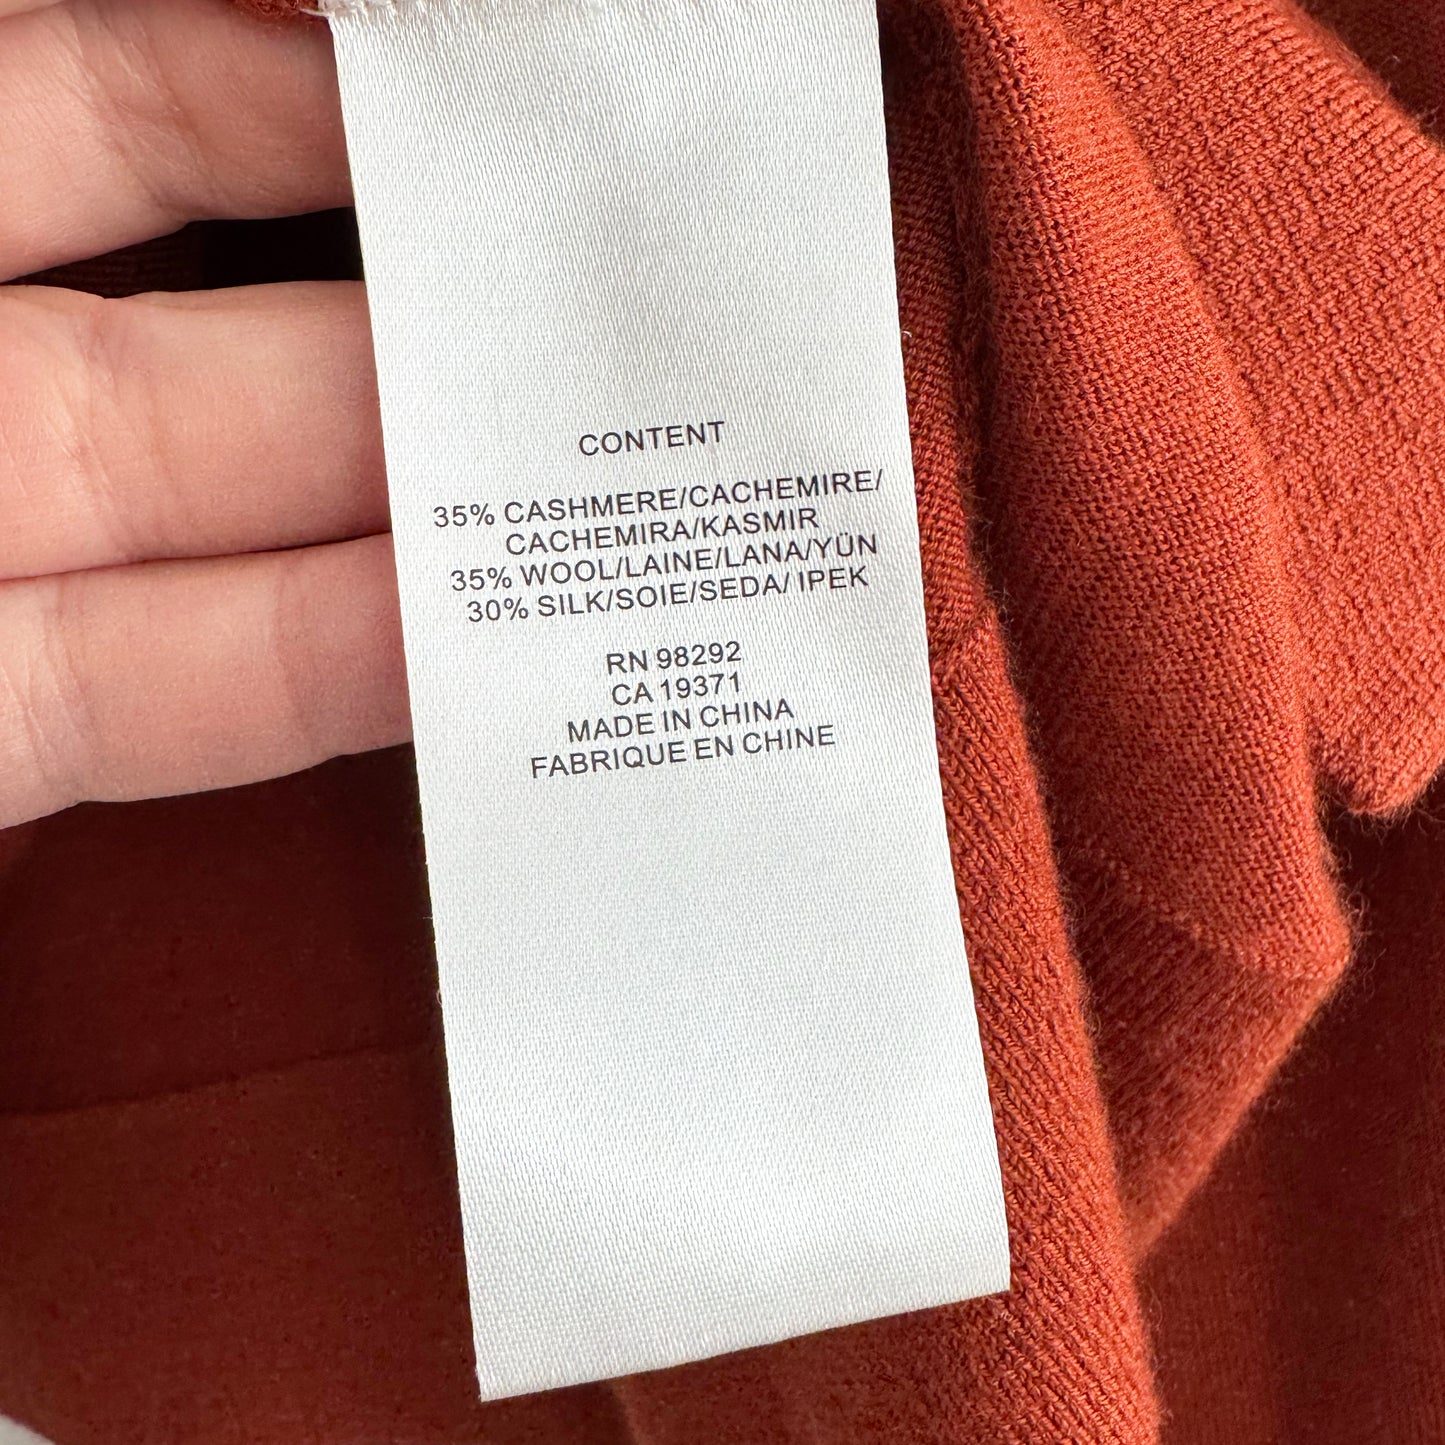 CONTENT
35% CASHMERE/CACHEMIRE/
CACHEMIRA/KASMIR
35% WOOL/LAINE/LANA/YÜN
30% SILK/SOIE/SEDA/ IPEK
RN 98292
CA 19371
MADE IN CHINA
FABRIQUE EN CHINE